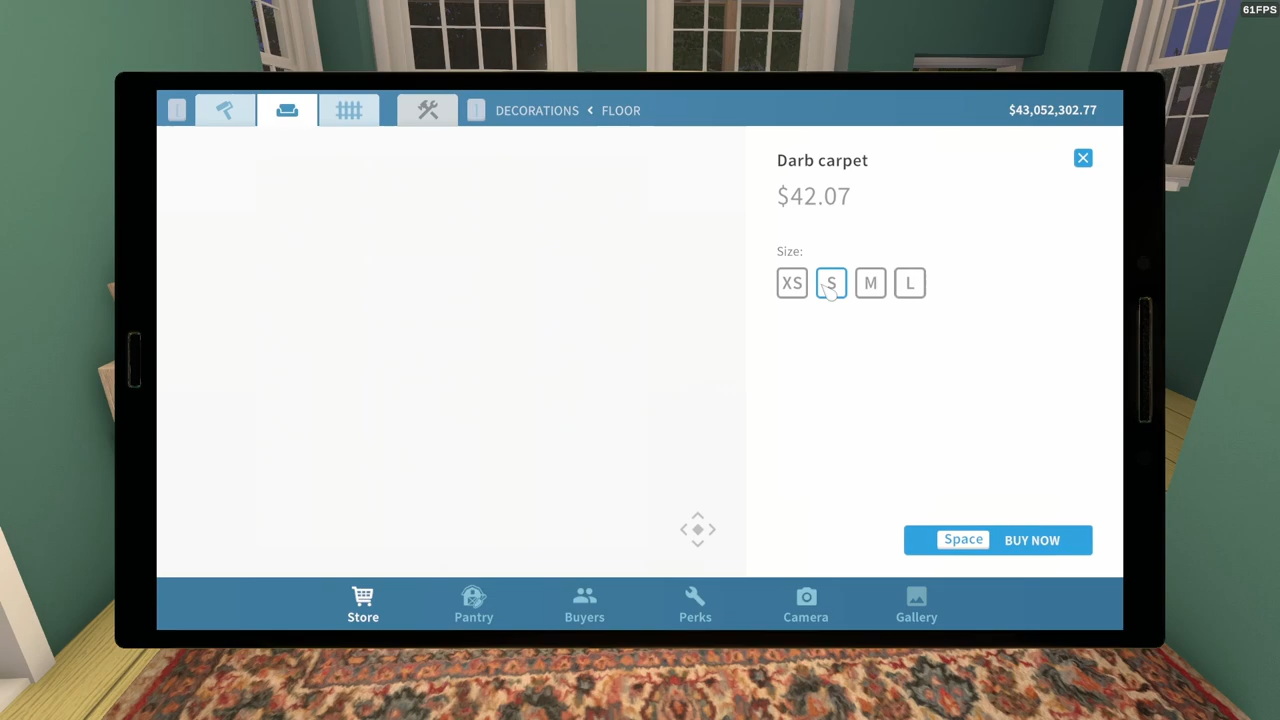 61FPS
DECORATIONS < FLOOR
$43,052,302.77
Darb carpet
$42.07
Size:
XS S M L
Space BUY NOW
Store Pantry Buyers Perks Camera Gallery